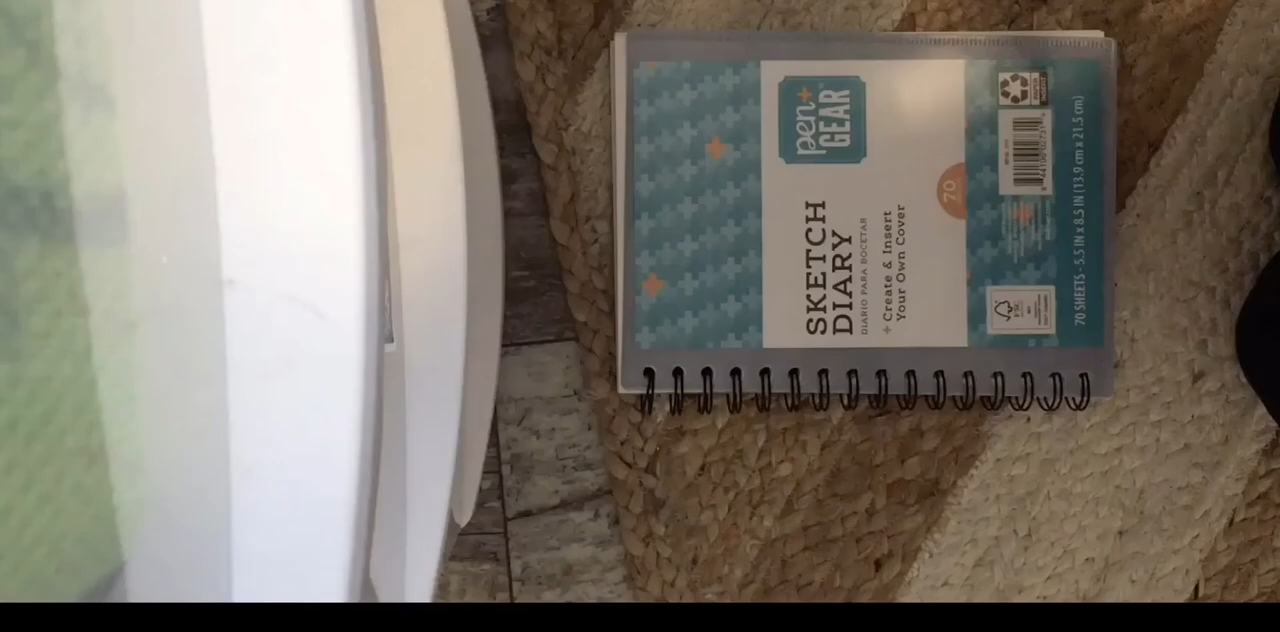 pen+
GEAR
SKETCH
DIARY
DIARIO PARA BOCETAR
+ Create & Insert
Your Own Cover
70
70 SHEETS - 5.5 IN X 8.5 IN (13.9 cm x 21.5 cm)